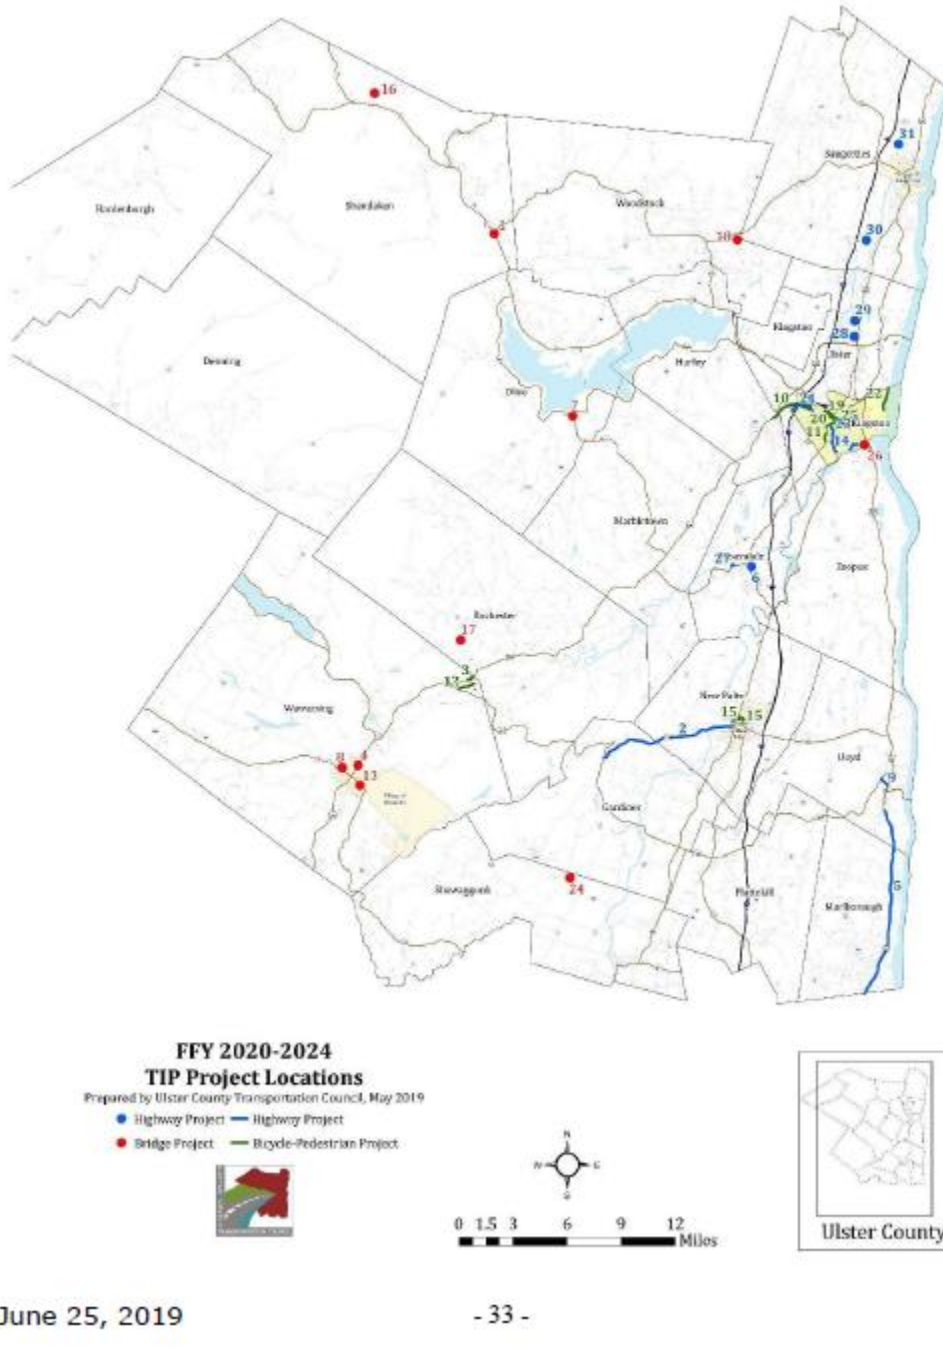 16
31
Saugerties
Woodstock
Hardenburgh
Shandaken
1
18
30
29
Kingston
28
Ulster
Denning
Hurley
Olive
7
10
22
20
11
Kingston
14
26
Marbletown
27
6
Esopus
Rochester
17
3
12
New Paltz
15 15
Wawarsing
2
8 4
Lloyd
13
9
Gardiner
5
Shawangunk
24
Plattekill
Marlborough
FFY 2020-2024
TIP Project Locations
Prepared by Ulster County Transportation Council, May 2019
Highway Project Highway Project
Bridge Project Bicycle-Pedestrian Project
N
W E
S
0 1.5 3 6 9 12
Miles
Ulster County
June 25, 2019
- 33 -